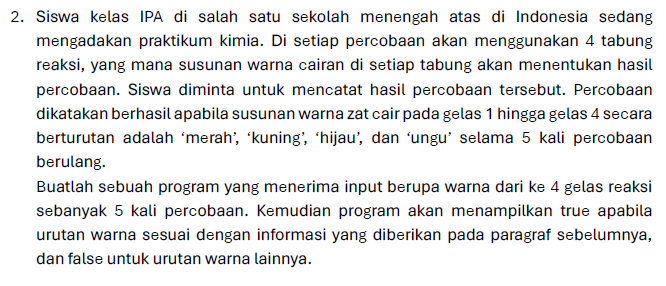 2. Siswa kelas IPA di salah satu sekolah menengah atas di Indonesia sedang
mengadakan praktikum kimia. Di setiap percobaan akan menggunakan 4 tabung
reaksi, yang mana susunan warna cairan di setiap tabung akan menentukan hasil
percobaan. Siswa diminta untuk mencatat hasil percobaan tersebut. Percobaan
dikatakan berhasil apabila susunan warna zat cair pada gelas 1 hingga gelas 4 secara
berturutan adalah ‘merah’, ‘kuning’, ‘hijau’, dan ‘ungu’ selama 5 kali percobaan
berulang.
Buatlah sebuah program yang menerima input berupa warna dari ke 4 gelas reaksi
sebanyak 5 kali percobaan. Kemudian program akan menampilkan true apabila
urutan warna sesuai dengan informasi yang diberikan pada paragraf sebelumnya,
dan false untuk urutan warna lainnya.